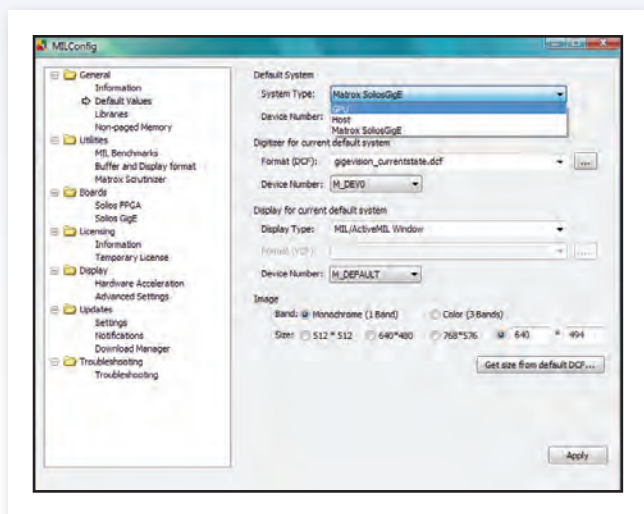 MILConfig
General
Information
Default Values
Libraries
Non-paged Memory
Utilities
MIL Benchmarks
Buffer and Display format
Matrox Scrutinizer
Boards
Solios FPGA
Solios GigE
Licensing
Information
Temporary License
Display
Hardware Acceleration
Advanced Settings
Updates
Settings
Notifications
Download Manager
Troubleshooting
Troubleshooting
Default System
System Type: Matrox SoliosGigE
GPU
Device Number: Host
Matrox SoliosGigE
Digitizer for current default system
Format (DCF): gigevision_currentstate.dcf ...
Device Number: M_DEV0
Display for current default system
Display Type: MIL/ActiveMIL Window
Format (VCF): ...
Device Number: M_DEFAULT
Image
Band: Monochrome (1 Band) Color (3 Bands)
Size: 512 * 512 640*480 768*576 640 * 494
Get size from default DCF...
Apply